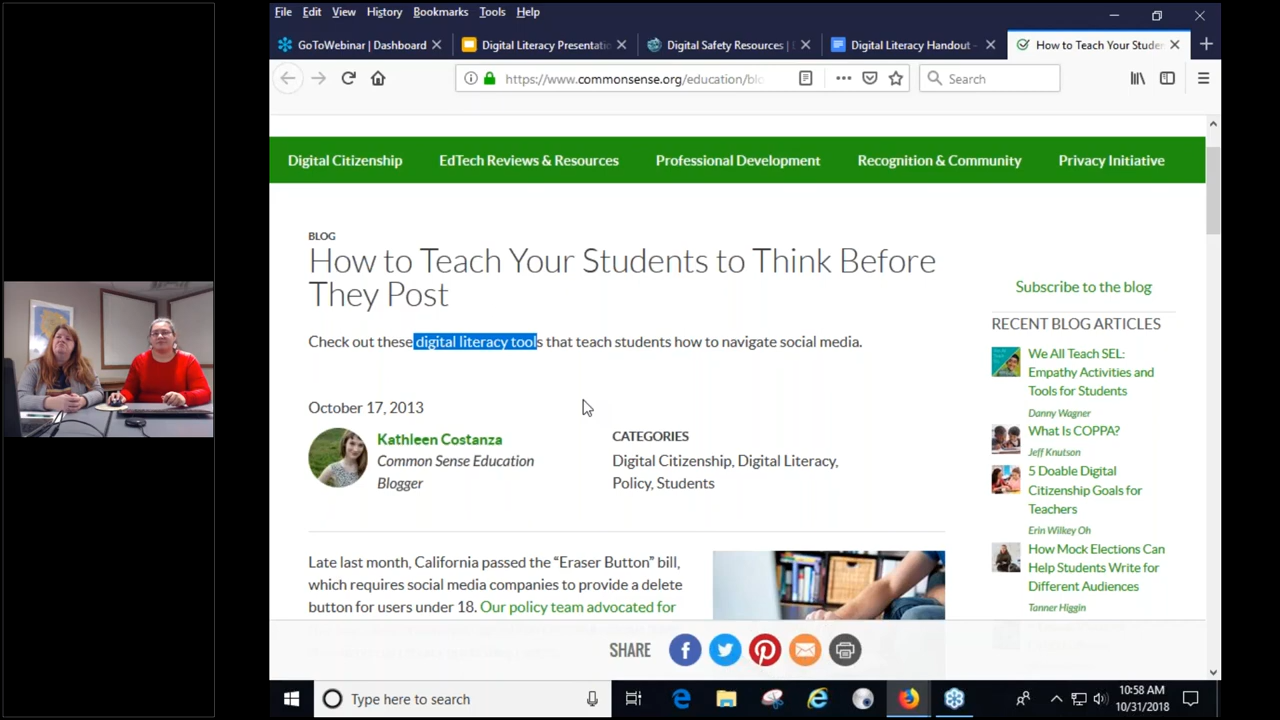 File Edit View History Bookmarks Tools Help
GoToWebinar | Dashboard
Digital Literacy Presentatio
Digital Safety Resources |
Digital Literacy Handout -
How to Teach Your Studen
https://www.commonsense.org/education/blo
Search
Digital Citizenship EdTech Reviews & Resources Professional Development Recognition & Community Privacy Initiative
BLOG
How to Teach Your Students to Think Before
They Post
Check out these digital literacy tools that teach students how to navigate social media.
October 17, 2013
Kathleen Costanza
Common Sense Education
Blogger
CATEGORIES
Digital Citizenship, Digital Literacy,
Policy, Students
Late last month, California passed the “Eraser Button” bill,
which requires social media companies to provide a delete
button for users under 18. Our policy team advocated for
Subscribe to the blog
RECENT BLOG ARTICLES
We All Teach SEL:
Empathy Activities and
Tools for Students
Danny Wagner
What Is COPPA?
Jeff Knutson
5 Doable Digital
Citizenship Goals for
Teachers
Erin Wilkey Oh
How Mock Elections Can
Help Students Write for
Different Audiences
Tanner Higgin
SHARE
Type here to search
10:58 AM
10/31/2018